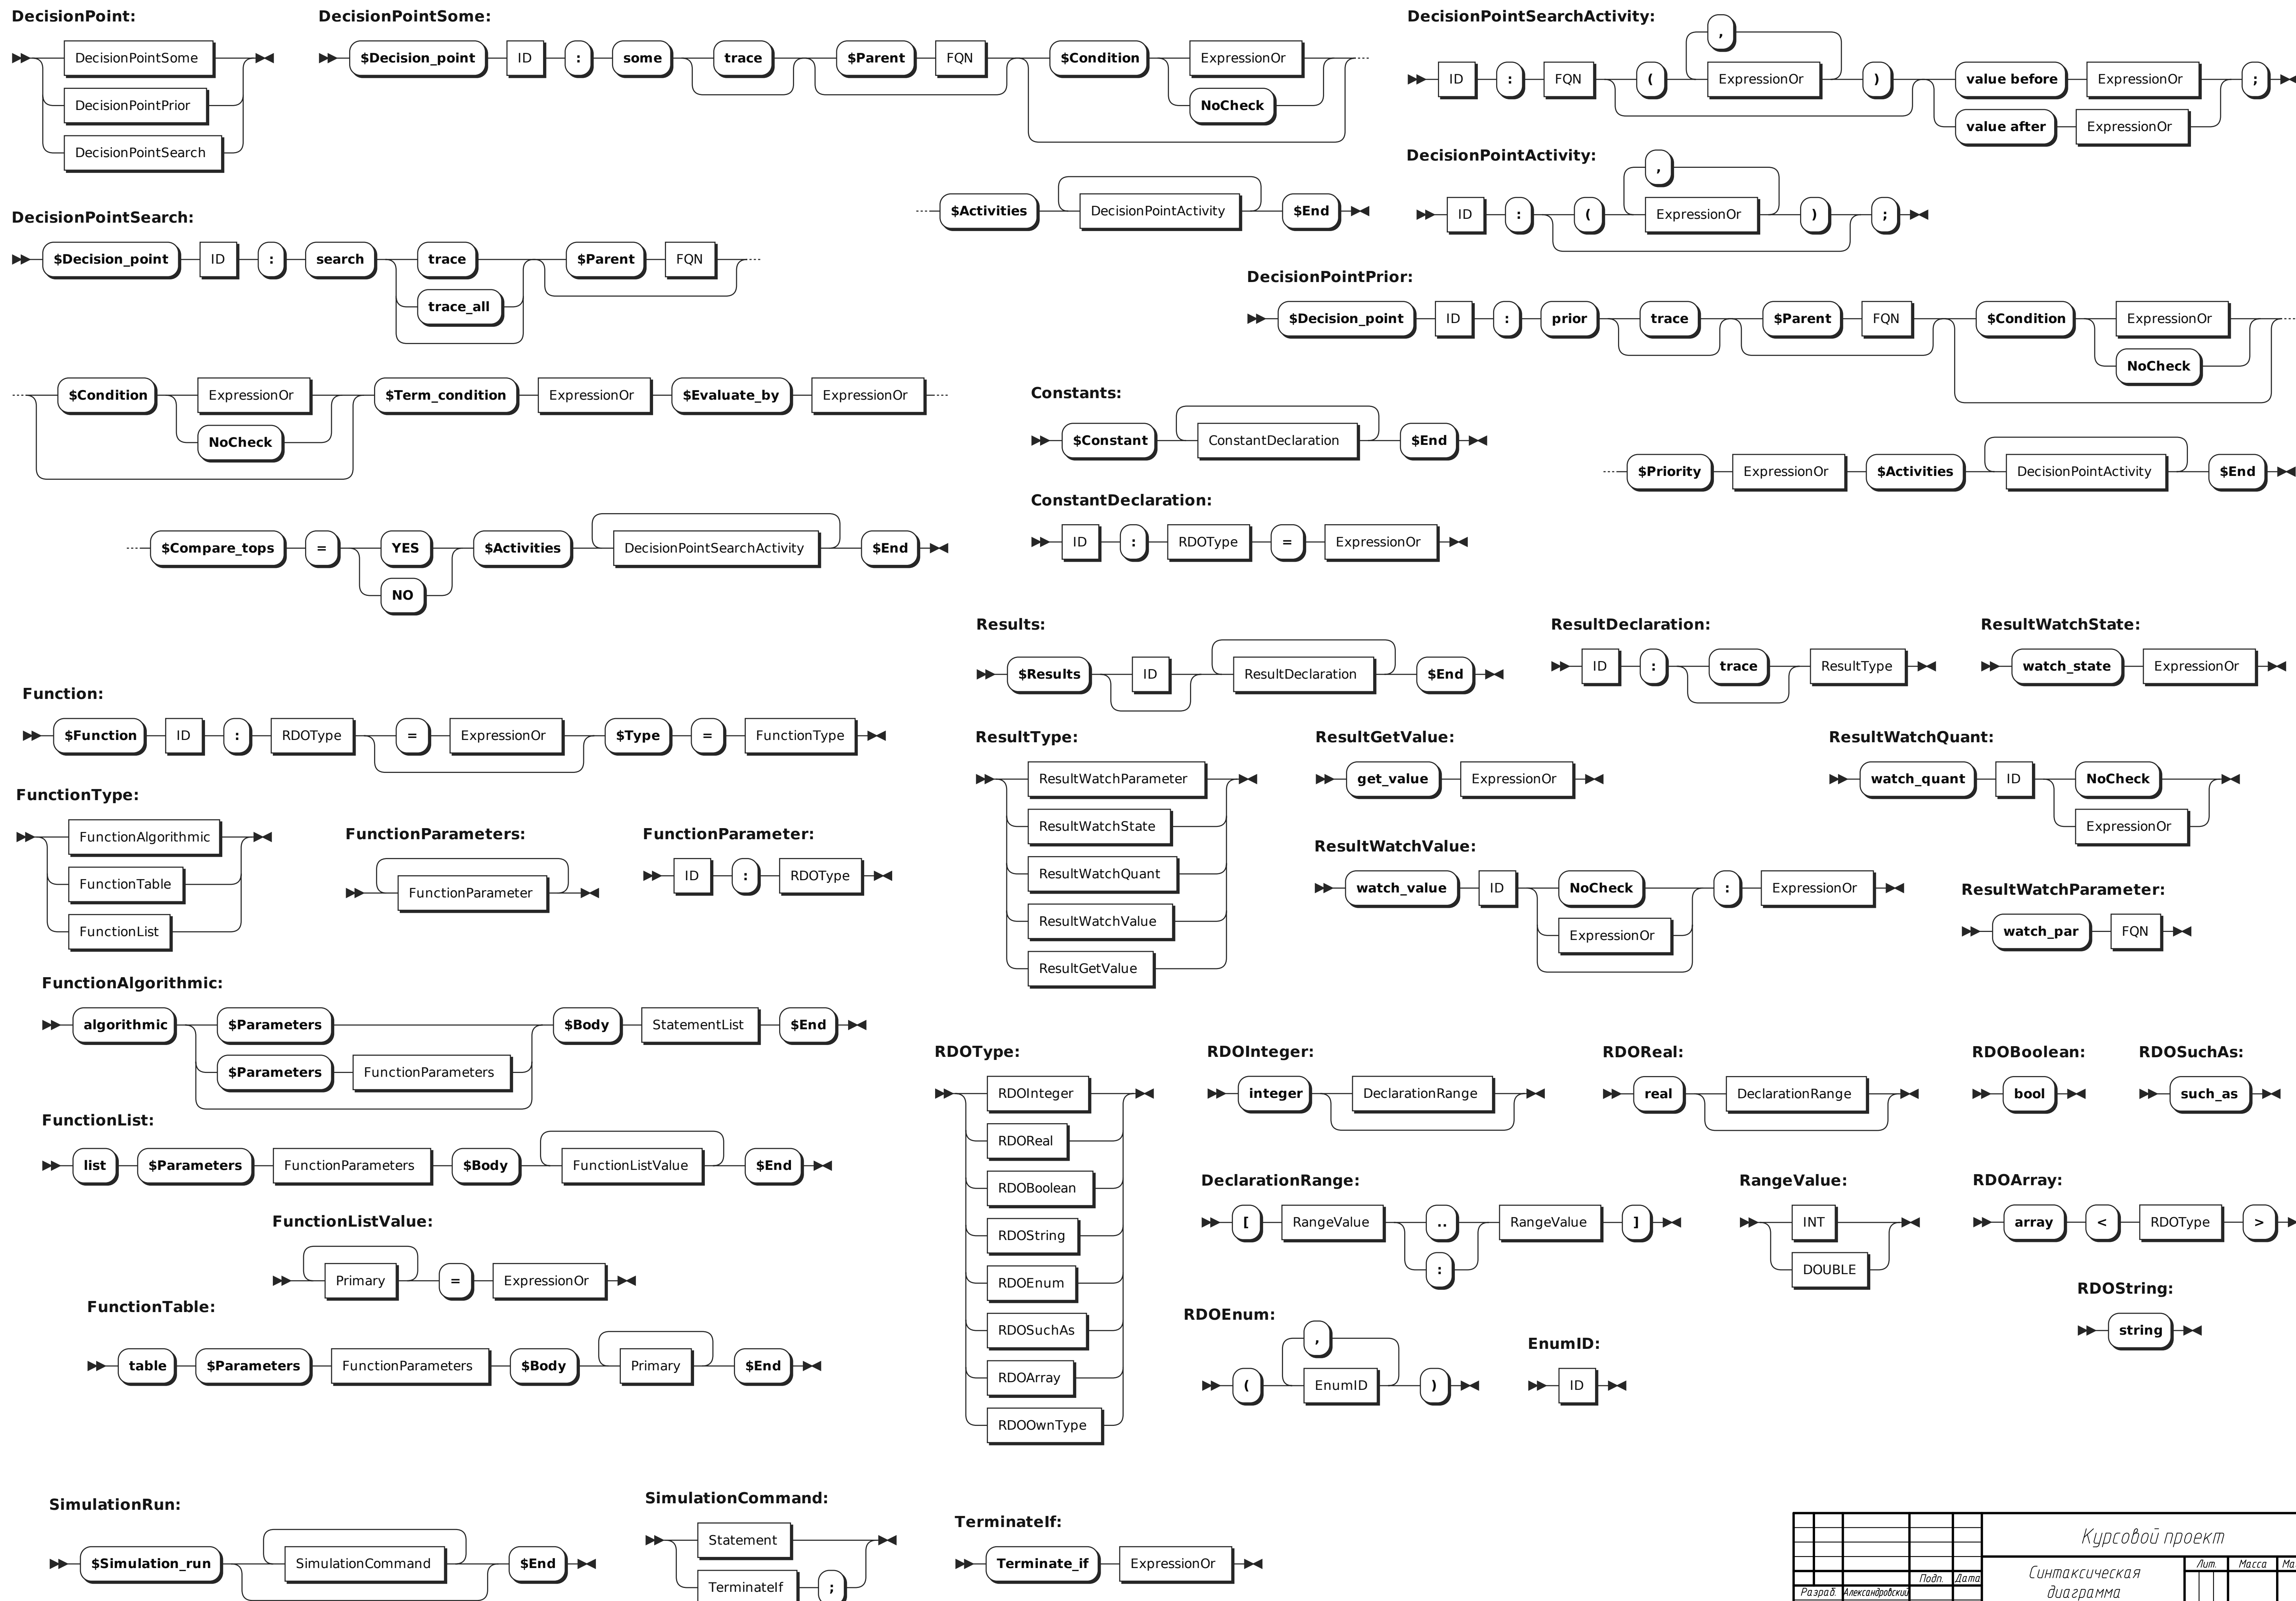 DecisionPoint:
DecisionPointSome
DecisionPointPrior
DecisionPointSearch
DecisionPointSome:
$Decision_point ID : some trace $Parent FQN $Condition ExpressionOr
NoCheck
$Activities DecisionPointActivity $End
DecisionPointSearchActivity:
,
ID : FQN ( ExpressionOr ) value before ExpressionOr ;
value after ExpressionOr
DecisionPointActivity:
,
ID : ( ExpressionOr ) ;
DecisionPointSearch:
$Decision_point ID : search trace $Parent FQN
trace_all
$Condition ExpressionOr $Term_condition ExpressionOr $Evaluate_by ExpressionOr
NoCheck
$Compare_tops = YES $Activities DecisionPointSearchActivity $End
NO
DecisionPointPrior:
$Decision_point ID : prior trace $Parent FQN $Condition ExpressionOr
NoCheck
$Priority ExpressionOr $Activities DecisionPointActivity $End
Constants:
$Constant ConstantDeclaration $End
ConstantDeclaration:
ID : RDOType = ExpressionOr
Results:
$Results ID ResultDeclaration $End
ResultDeclaration:
ID : trace ResultType
ResultWatchState:
watch_state ExpressionOr
Function:
$Function ID : RDOType = ExpressionOr $Type = FunctionType
ResultType:
ResultWatchParameter
ResultWatchState
ResultWatchQuant
ResultWatchValue
ResultGetValue
ResultGetValue:
get_value ExpressionOr
ResultWatchQuant:
watch_quant ID NoCheck
ExpressionOr
ResultWatchValue:
watch_value ID NoCheck : ExpressionOr
ExpressionOr
ResultWatchParameter:
watch_par FQN
FunctionType:
FunctionAlgorithmic
FunctionTable
FunctionList
FunctionParameters:
FunctionParameter
FunctionParameter:
ID : RDOType
FunctionAlgorithmic:
algorithmic $Parameters $Body StatementList $End
$Parameters FunctionParameters
FunctionList:
list $Parameters FunctionParameters $Body FunctionListValue $End
FunctionListValue:
Primary = ExpressionOr
FunctionTable:
table $Parameters FunctionParameters $Body Primary $End
RDOType:
RDOInteger
RDOReal
RDOBoolean
RDOString
RDOEnum
RDOSuchAs
RDOArray
RDOOwnType
RDOInteger:
integer DeclarationRange
RDOReal:
real DeclarationRange
RDOBoolean:
bool
RDOSuchAs:
such_as
DeclarationRange:
[ RangeValue .. RangeValue ]
:
RangeValue:
INT
DOUBLE
RDOArray:
array < RDOType >
RDOString:
string
RDOEnum:
,
( EnumID )
EnumID:
ID
SimulationRun:
$Simulation_run SimulationCommand $End
SimulationCommand:
Statement
TerminateIf ;
TerminateIf:
Terminate_if ExpressionOr
Курсовой проект
Синтаксическая
диаграмма
Лит. Масса
Подп. Дата
Разраб. Александровский